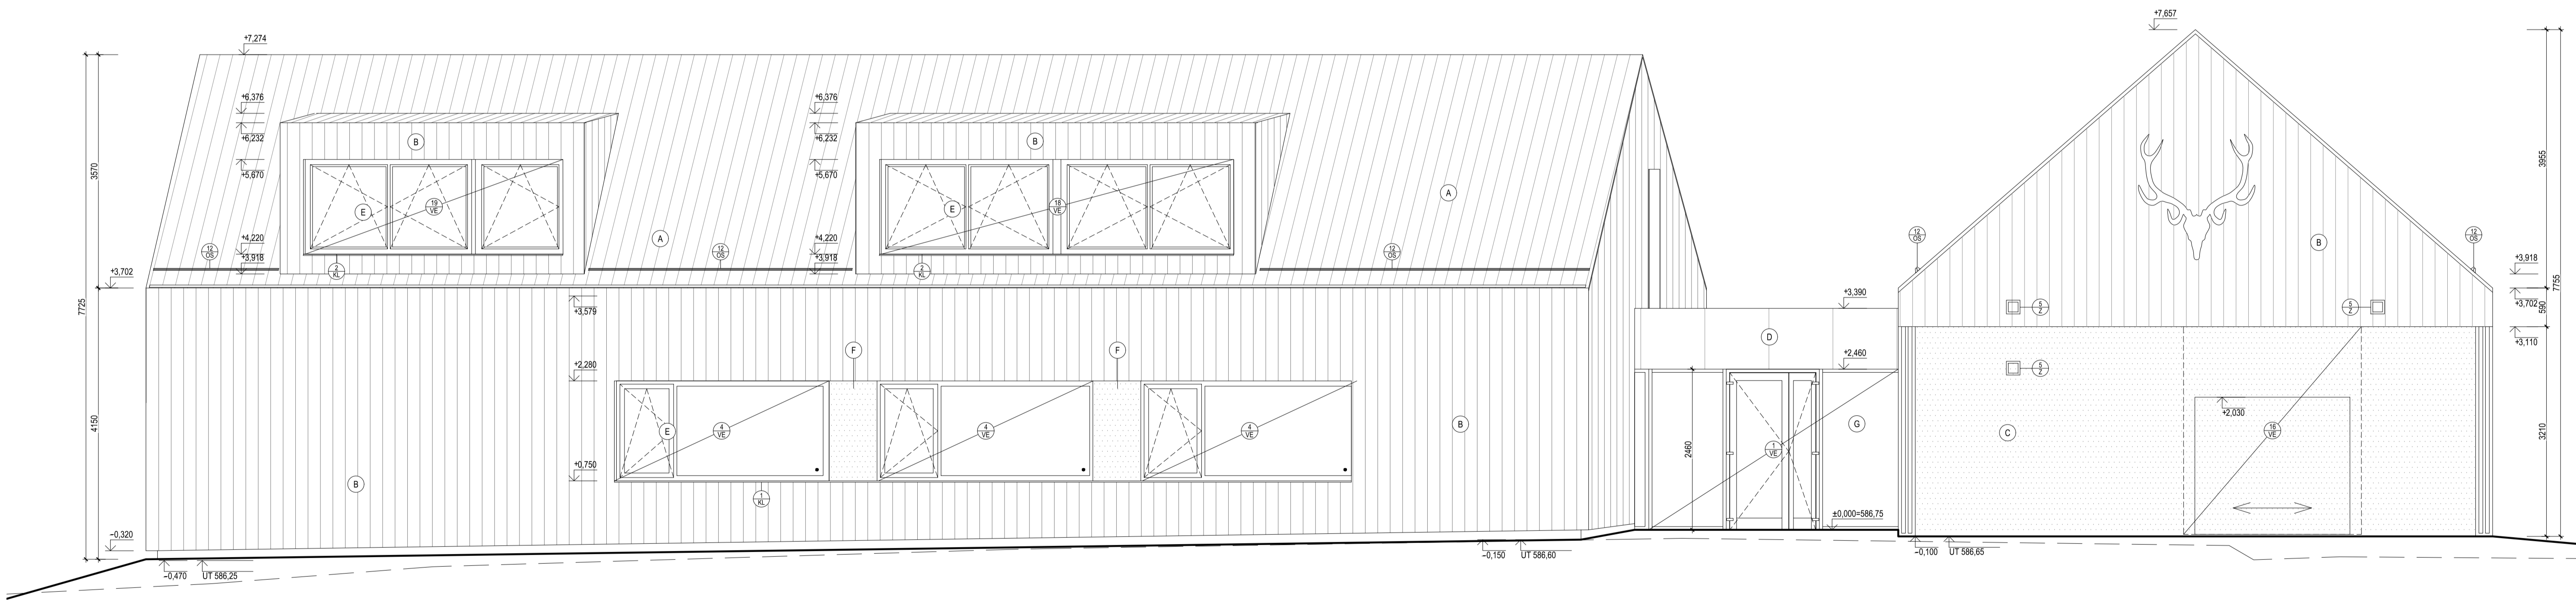 +7,657
+7,274
+6,376
+6,376
+6,232
+6,232
B
B
B
+5,670
+5,670
3570
3955
7725
7755
A
A
E
19
VE
E
18
VE
12
OS
12
OS
12
OS
12
OS
12
OS
+4,220
+4,220
+3,918
+3,918
+3,918
2
KL
2
KL
+3,702
+3,702
590
+3,579
+3,390
5
Z
5
Z
D
+3,110
F
F
+2,460
+2,280
5
Z
+2,030
4150
E
4
VE
4
VE
4
VE
B
G
C
16
VE
3210
2460
1
VE
+0,750
B
1
KL
±0,000=586,75
−0,320
−0,150
UT 586,60
−0,100
UT 586,65
−0,470
UT 586,25